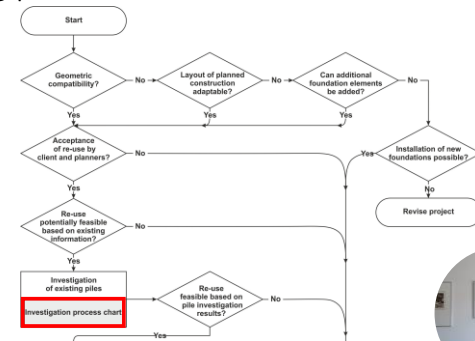 Start
Geometric
compatibility?
No
Layout of planned
construction
adaptable?
No
Can additional
foundation elements
be added?
No
Yes
Yes
Yes
Acceptance
of re-use by
client and planners?
No
Yes
Installation of new
foundations possible?
Yes
No
Revise project
Re-use
potentially feasible
based on existing
information?
No
Yes
Investigation
of existing piles
Investigation process chart
Re-use
feasible based on
pile investigation
results?
No
Yes